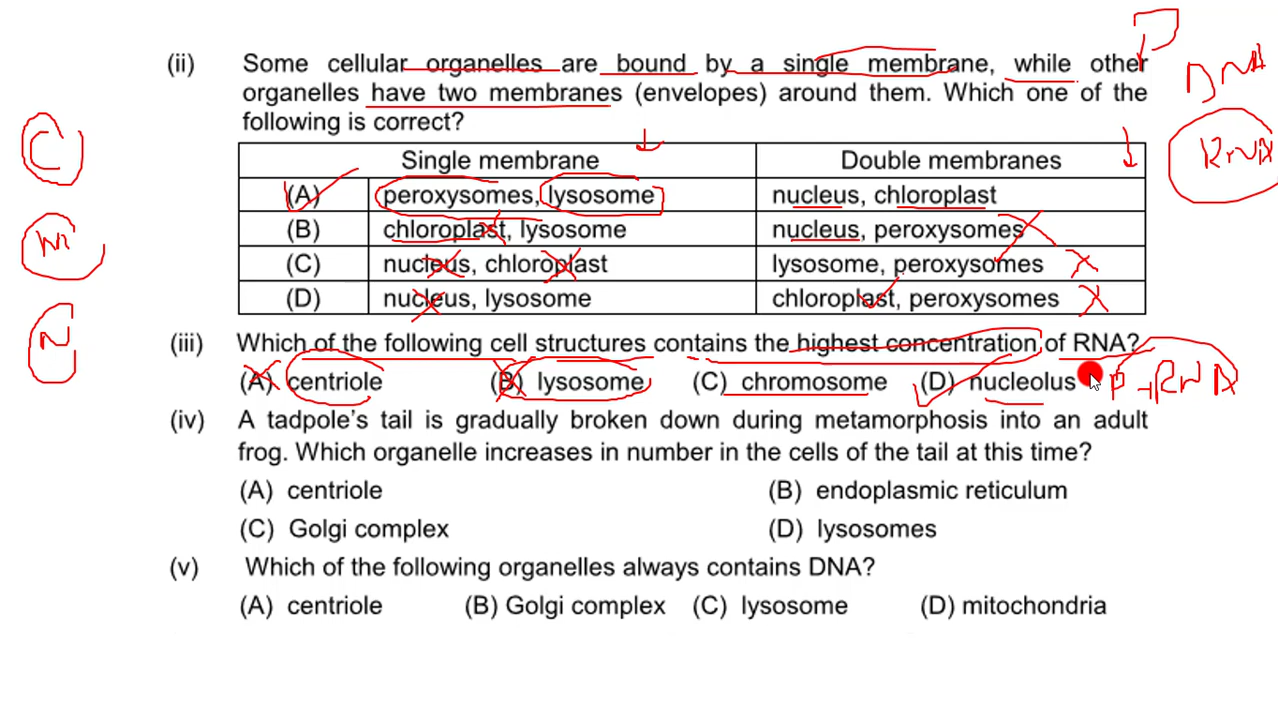 (ii) Some cellular organelles are bound by a single membrane, while other
organelles have two membranes (envelopes) around them. Which one of the
following is correct?
Single membrane Double membranes
(A) peroxysomes, lysosome nucleus, chloroplast
(B) chloroplast, lysosome nucleus, peroxysomes
(C) nucleus, chloroplast lysosome, peroxysomes
(D) nucleus, lysosome chloroplast, peroxysomes
(iii) Which of the following cell structures contains the highest concentration of RNA?
(A) centriole (B) lysosome (C) chromosome (D) nucleolus
(iv) A tadpole's tail is gradually broken down during metamorphosis into an adult
frog. Which organelle increases in number in the cells of the tail at this time?
(A) centriole (B) endoplasmic reticulum
(C) Golgi complex (D) lysosomes
(v) Which of the following organelles always contains DNA?
(A) centriole (B) Golgi complex (C) lysosome (D) mitochondria
C
m
N
P
DNA
RNA
P+RNA